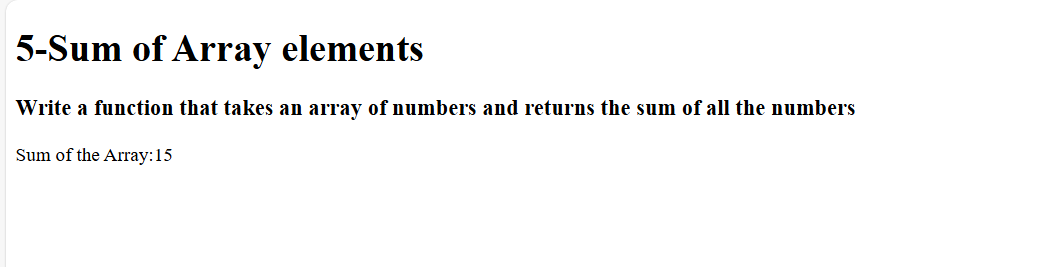 5-Sum of Array elements
Write a function that takes an array of numbers and returns the sum of all the numbers
Sum of the Array:15